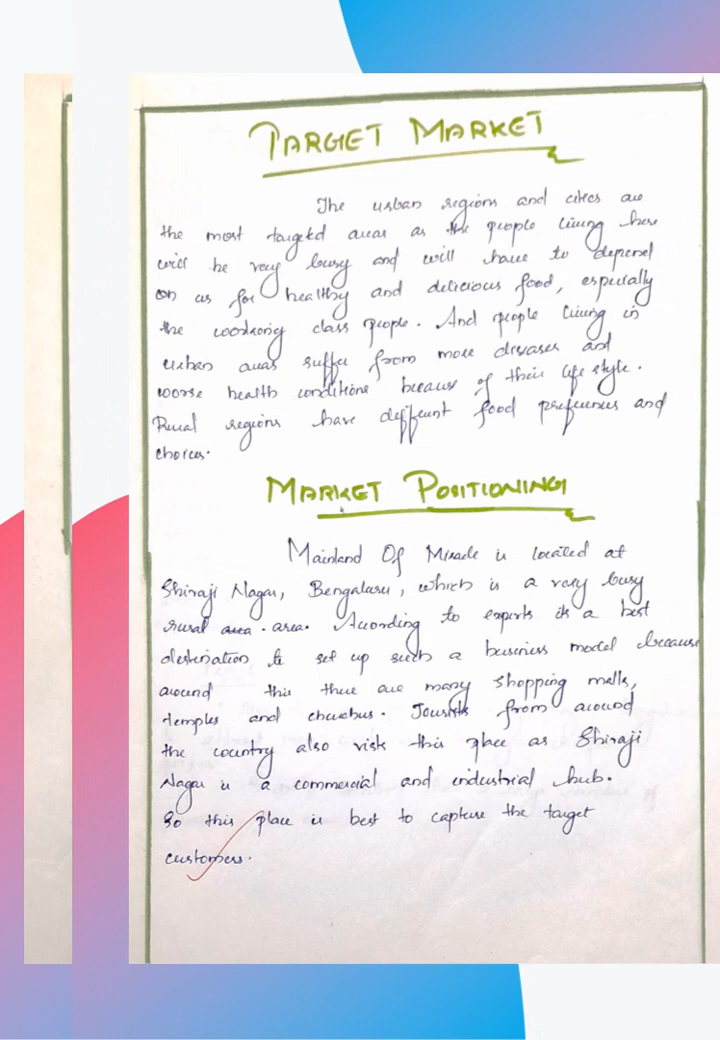 TARGET MARKET
The urban regions and cities are
the most targetd areas as the people living here
will be very busy and will have to depend
on us for healthy and delicious food, especially
the woorkong class people. And people living in
urban areas suffer from more diseases and
worse health conditions because of their life style.
Rural regions have deffeunt food prefeunus and
choices.
MARKET POSITIONING
Mainland Of Miracle is located at
Shivaji Nagar, Bengaluru, which is a very busy
rural area. area. According to experts its a best
destination to set up such a business model because
around this there are many shopping malls,
temples and churches. Tourists from around
the country also visit this place as Shivaji
Nagar is a commercial and industrial hub.
So this place is best to capture the target
customers.